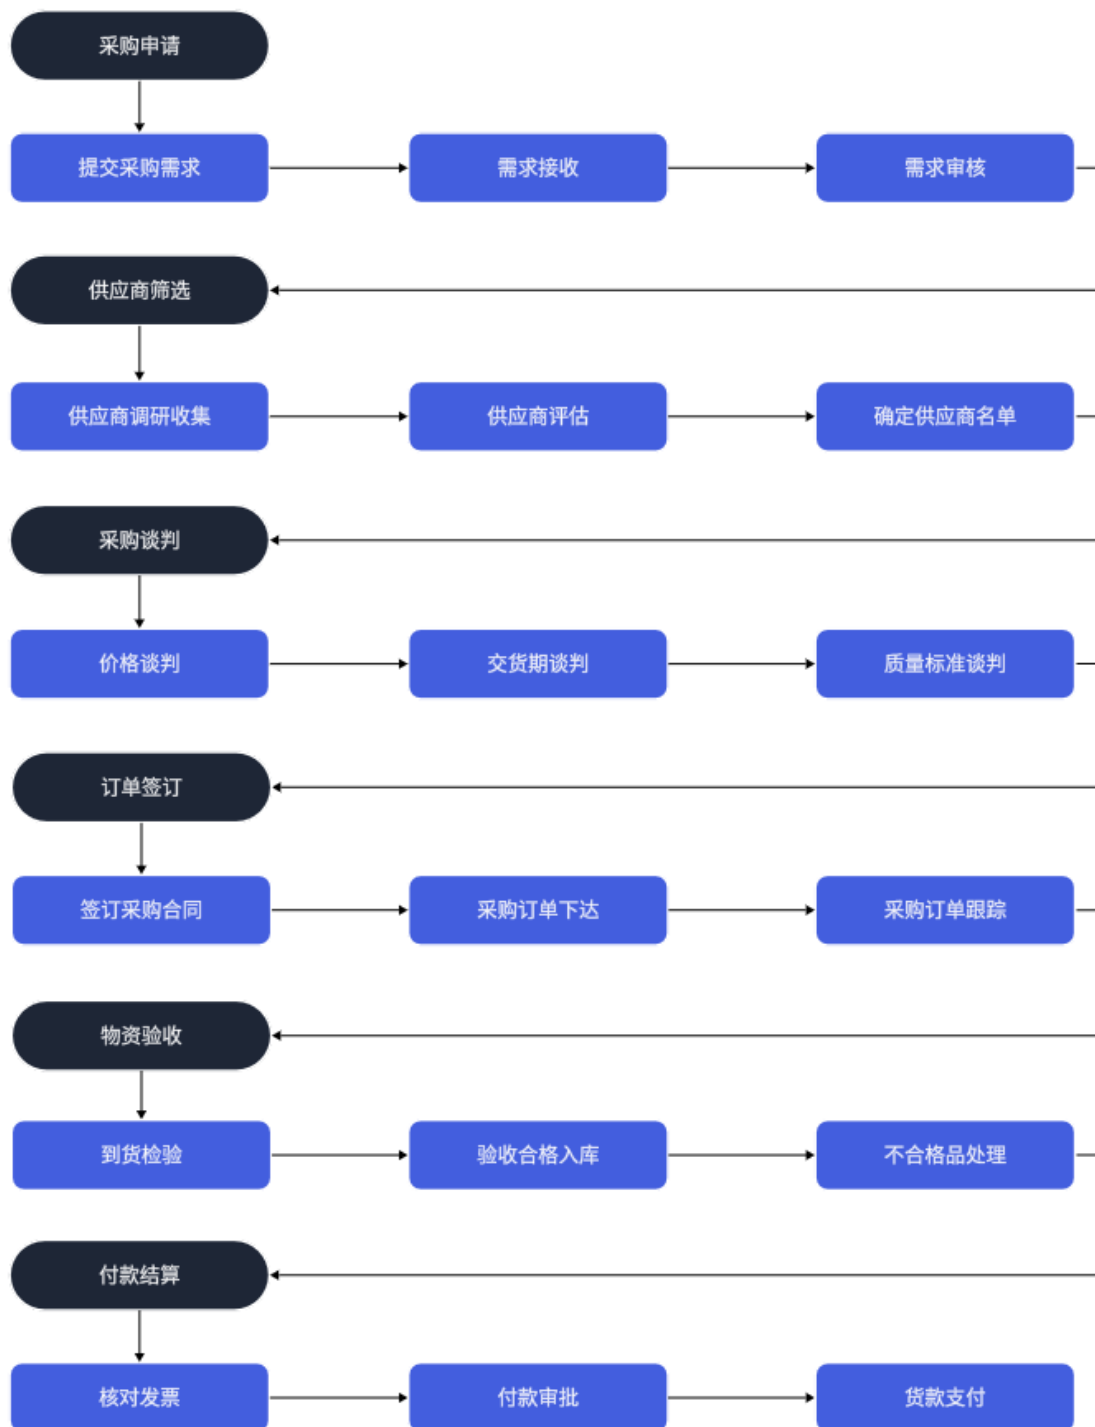 采购申请
提交采购需求
需求接收
需求审核
供应商筛选
供应商调研收集
供应商评估
确定供应商名单
采购谈判
价格谈判
交货期谈判
质量标准谈判
订单签订
签订采购合同
采购订单下达
采购订单跟踪
物资验收
到货检验
验收合格入库
不合格品处理
付款结算
核对发票
付款审批
货款支付